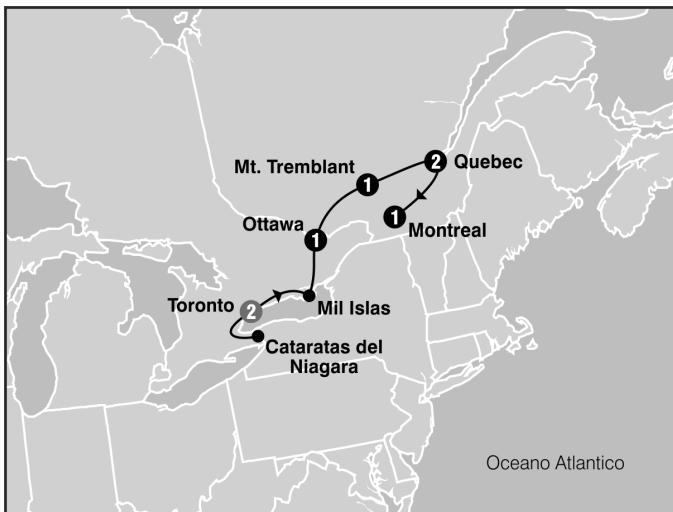 Mt. Tremblant
1
2
Quebec
Ottawa
1
1
Montreal
Toronto
2
Mil Islas
Cataratas del
Niagara
Oceano Atlantico